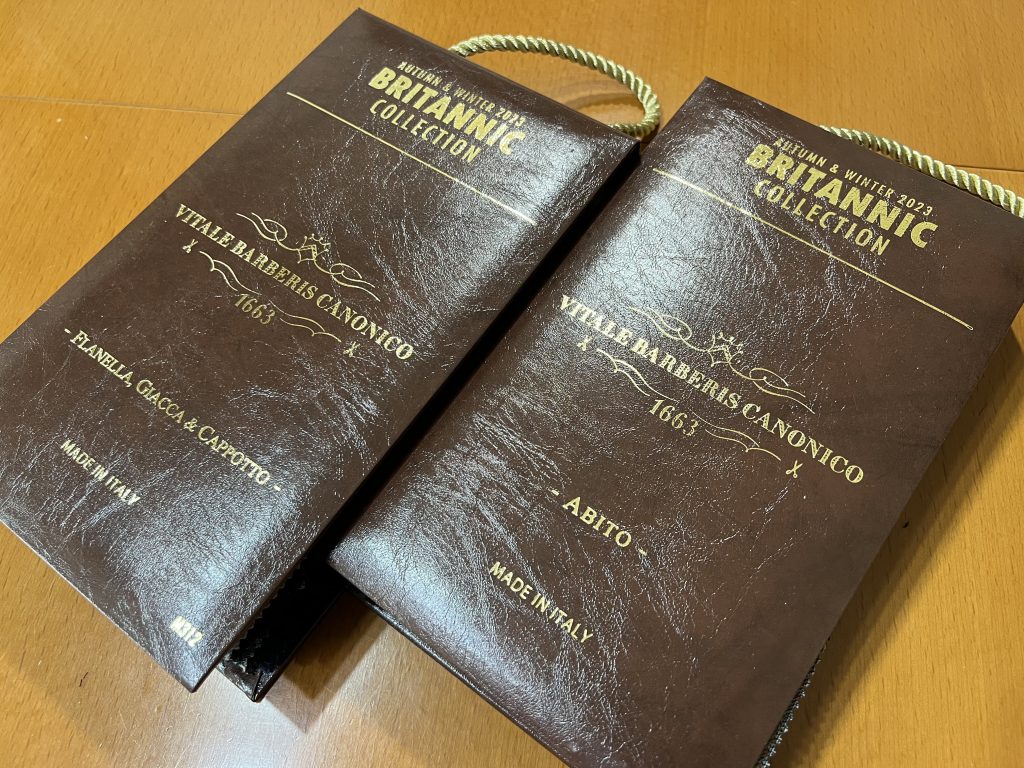 AUTUMN & WINTER 2023
BRITANNIC
COLLECTION
VITALE BARBERIS CANONICO
1663
- FLANELLA, GIACCA & CAPPOTTO -
MADE IN ITALY
AUTUMN & WINTER 2023
BRITANNIC
COLLECTION
VITALE BARBERIS CANONICO
1663
- ABITO -
MADE IN ITALY